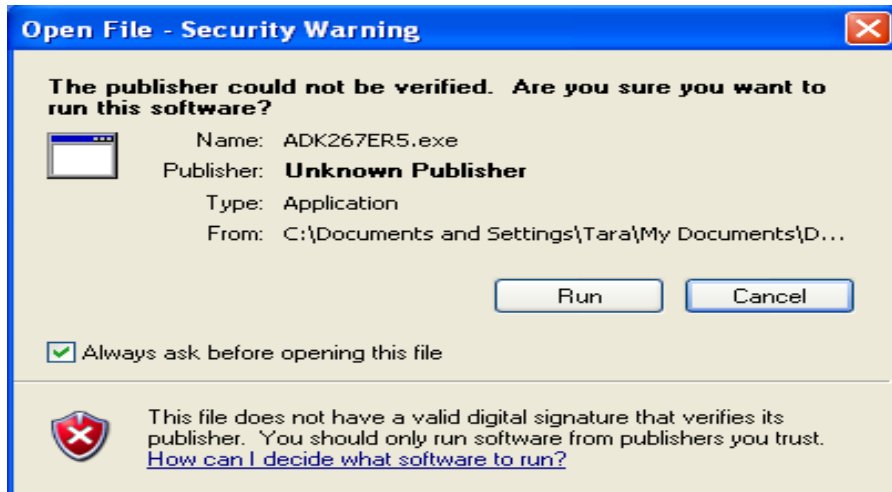 Open File - Security Warning
The publisher could not be verified.  Are you sure you want to
run this software?
Name: ADK267ER5.exe
Publisher: Unknown Publisher
Type: Application
From: C:\Documents and Settings\Tara\My Documents\D...
Run Cancel
Always ask before opening this file
This file does not have a valid digital signature that verifies its
publisher.  You should only run software from publishers you trust.
How can I decide what software to run?